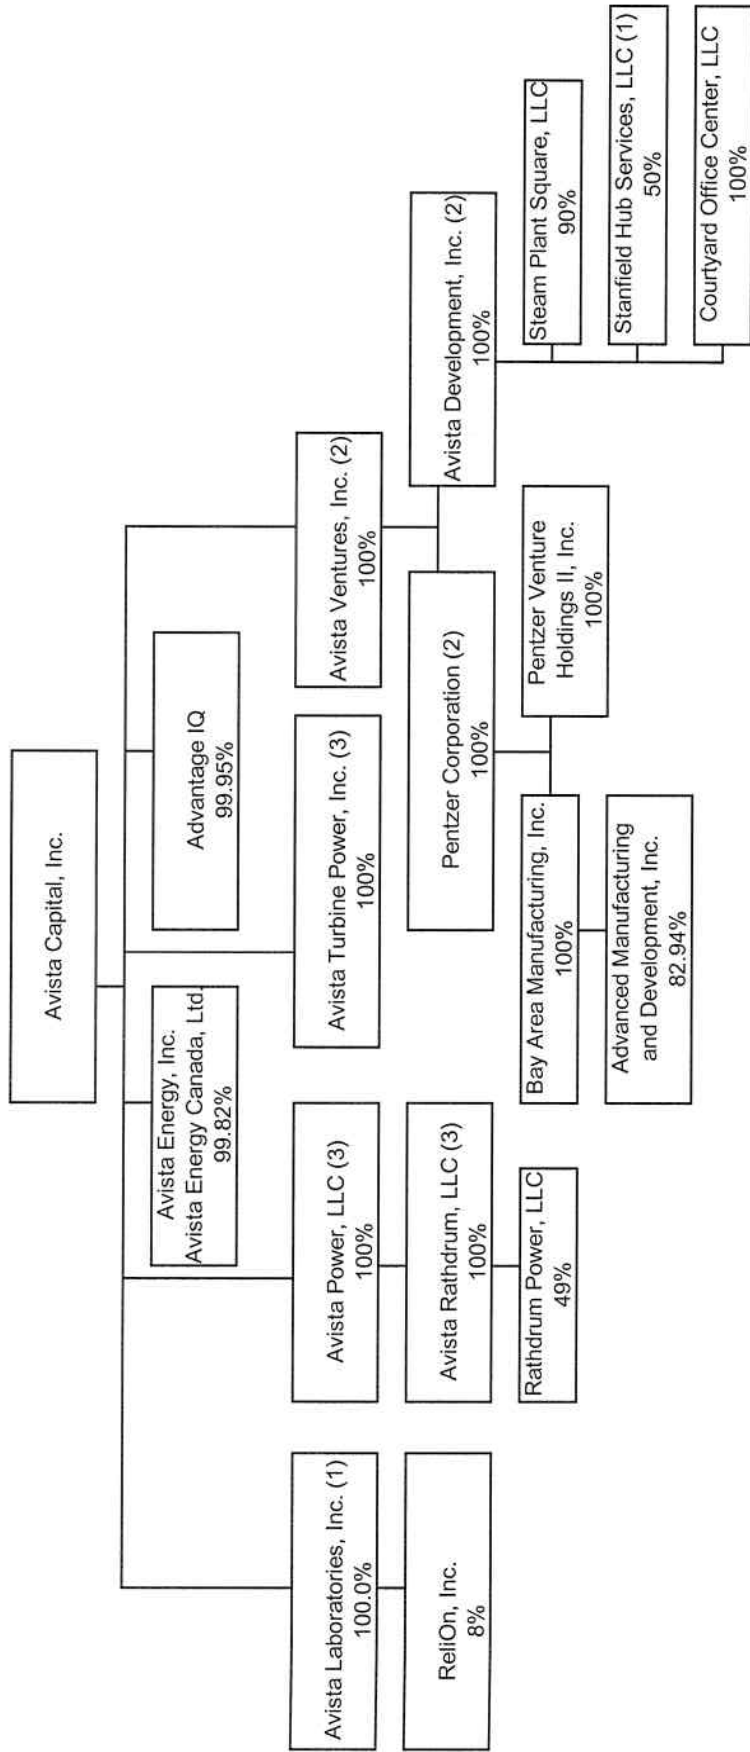 Avista Capital, Inc.
Avista Energy, Inc.
Avista Energy Canada, Ltd.
99.82%
Advantage IQ
99.95%
Avista Laboratories, Inc. (1)
100.0%
Avista Power, LLC (3)
100%
Avista Turbine Power, Inc. (3)
100%
Avista Ventures, Inc. (2)
100%
ReliOn, Inc.
8%
Avista Rathdrum, LLC (3)
100%
Pentzer Corporation (2)
100%
Avista Development, Inc. (2)
100%
Rathdrum Power, LLC
49%
Bay Area Manufacturing, Inc.
100%
Pentzer Venture
Holdings II, Inc.
100%
Steam Plant Square, LLC
90%
Advanced Manufacturing
and Development, Inc.
82.94%
Stanfield Hub Services, LLC (1)
50%
Courtyard Office Center, LLC
100%